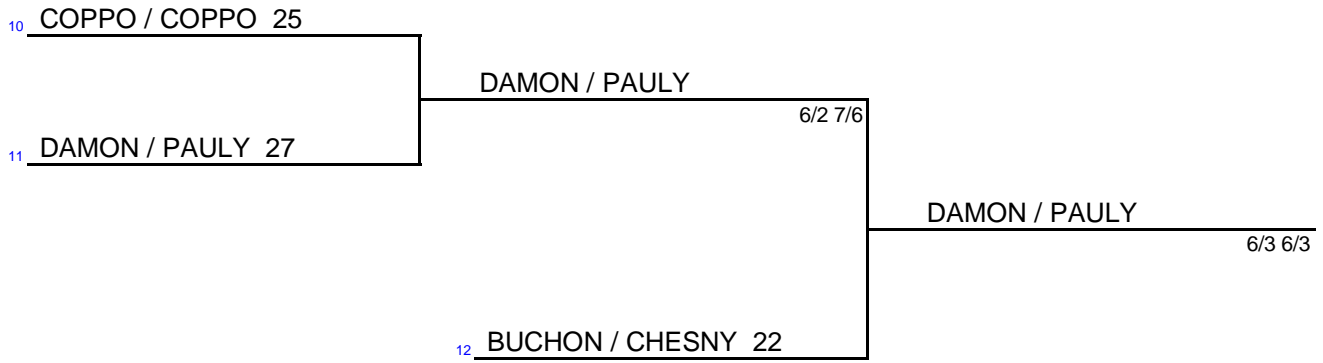 10 COPPO / COPPO 25
DAMON / PAULY
6/2 7/6
11 DAMON / PAULY 27
DAMON / PAULY
6/3 6/3
12 BUCHON / CHESNY 22